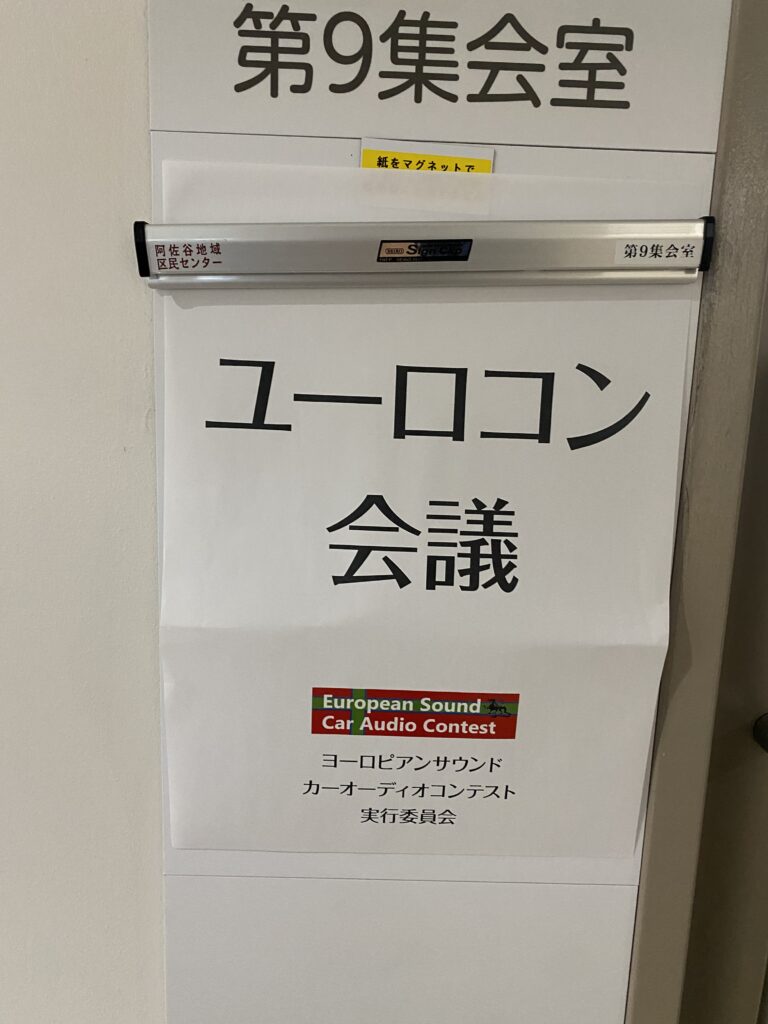 第9集会室
紙をマグネットで
阿佐谷地域
区民センター
第9集会室
ユーロコン
会議
European Sound
Car Audio Contest
ヨーロピアンサウンド
カーオーディオコンテスト
実行委員会